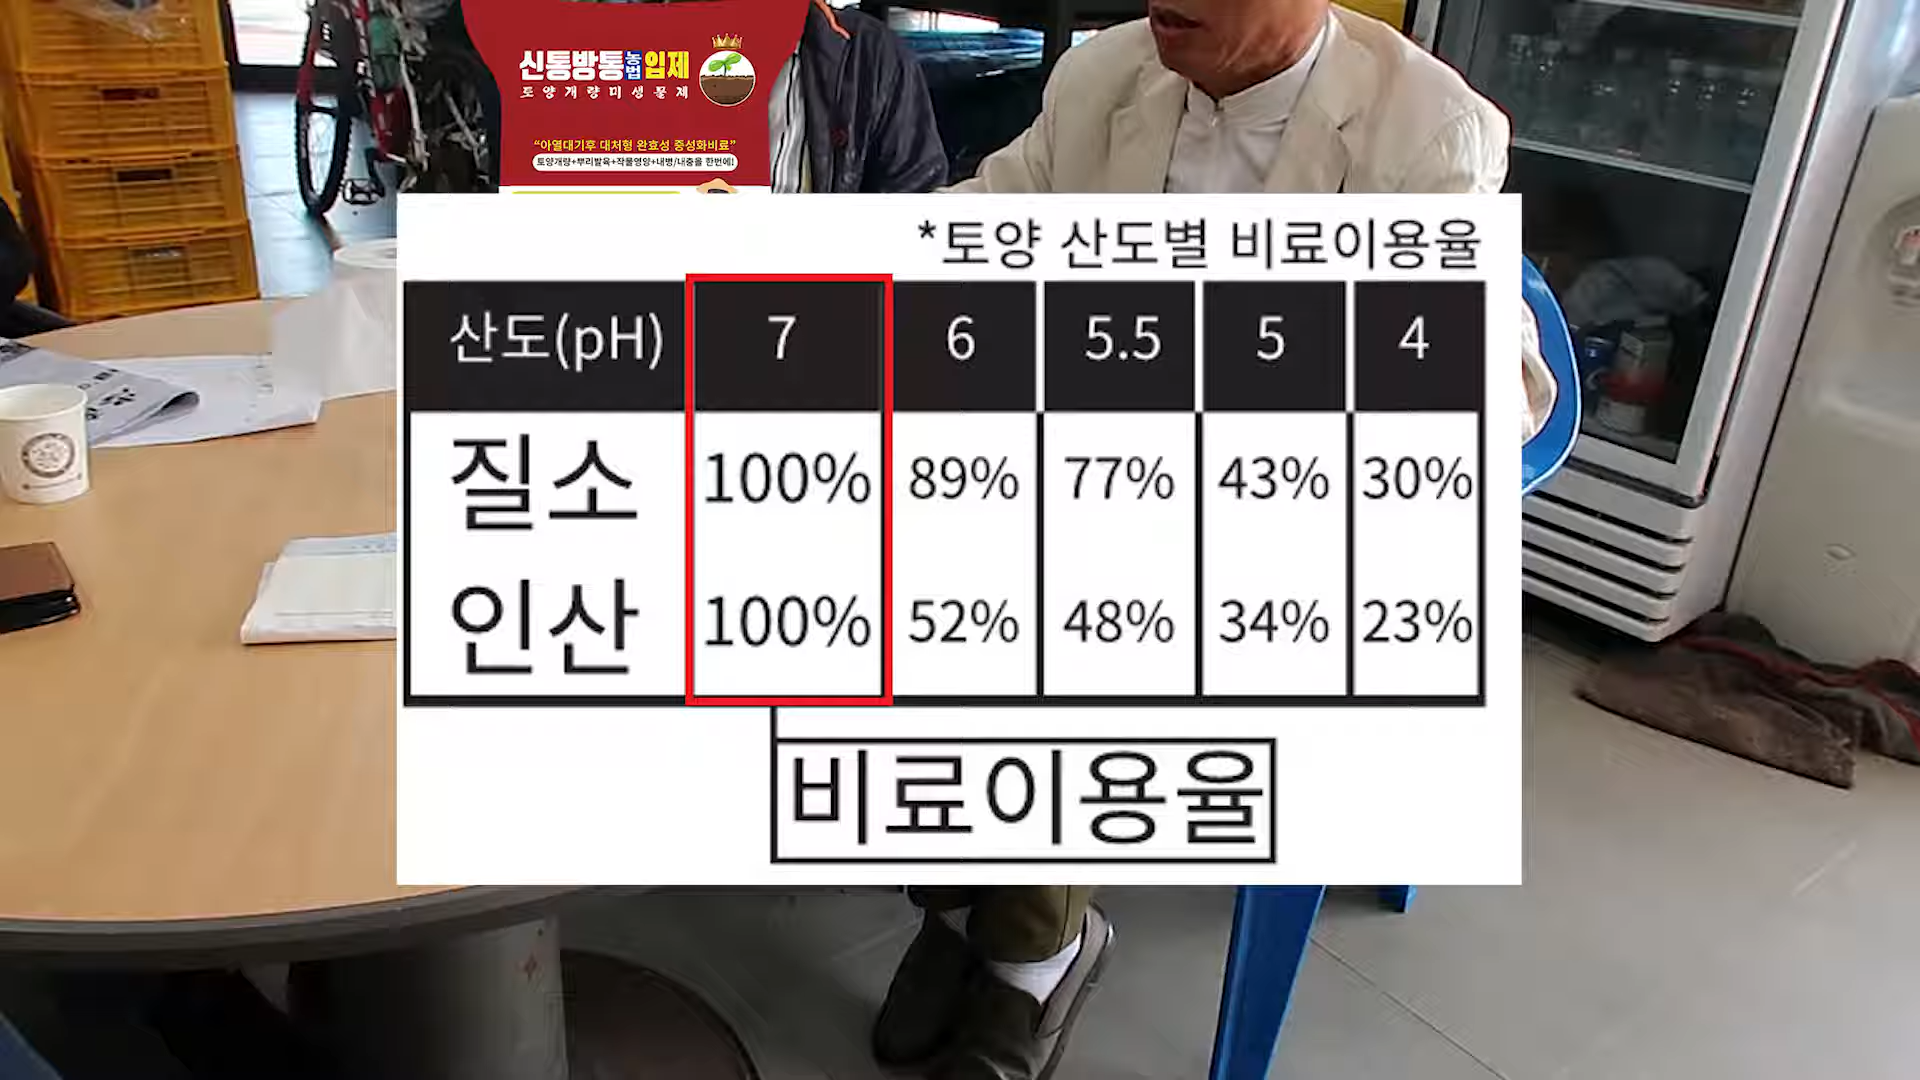 신통방통농법입제
토양개량미생물제
“아열대기후 대처형 완효성 중성화비료”
토양개량+뿌리발육+작물영양+내병/내충을 한번에!
*토양 산도별 비료이용율
산도(pH) 7 6 5.5 5 4
질소 100% 89% 77% 43% 30%
인산 100% 52% 48% 34% 23%
비료이용율